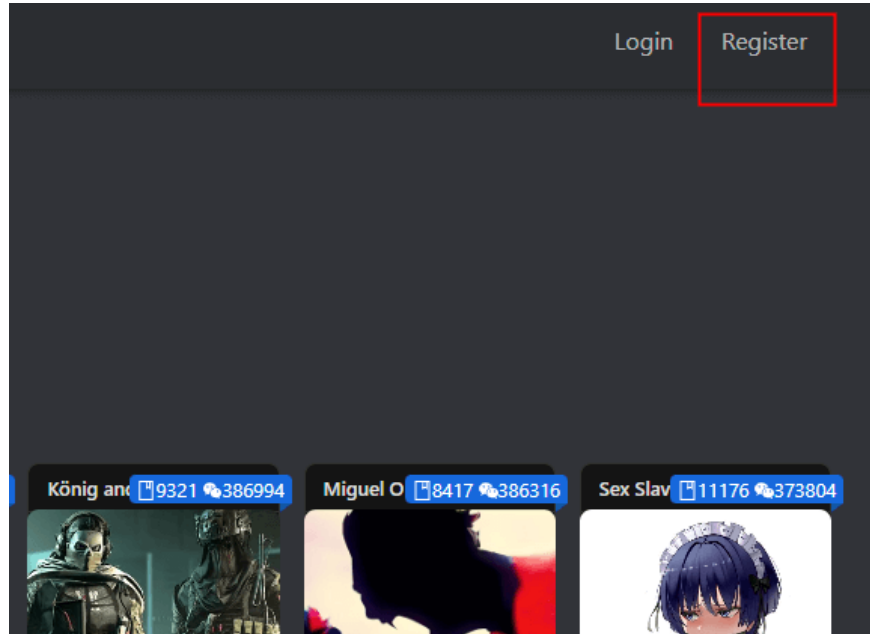 Login Register
König and 9321 386994
Miguel O 8417 386316
Sex Slav 11176 373804